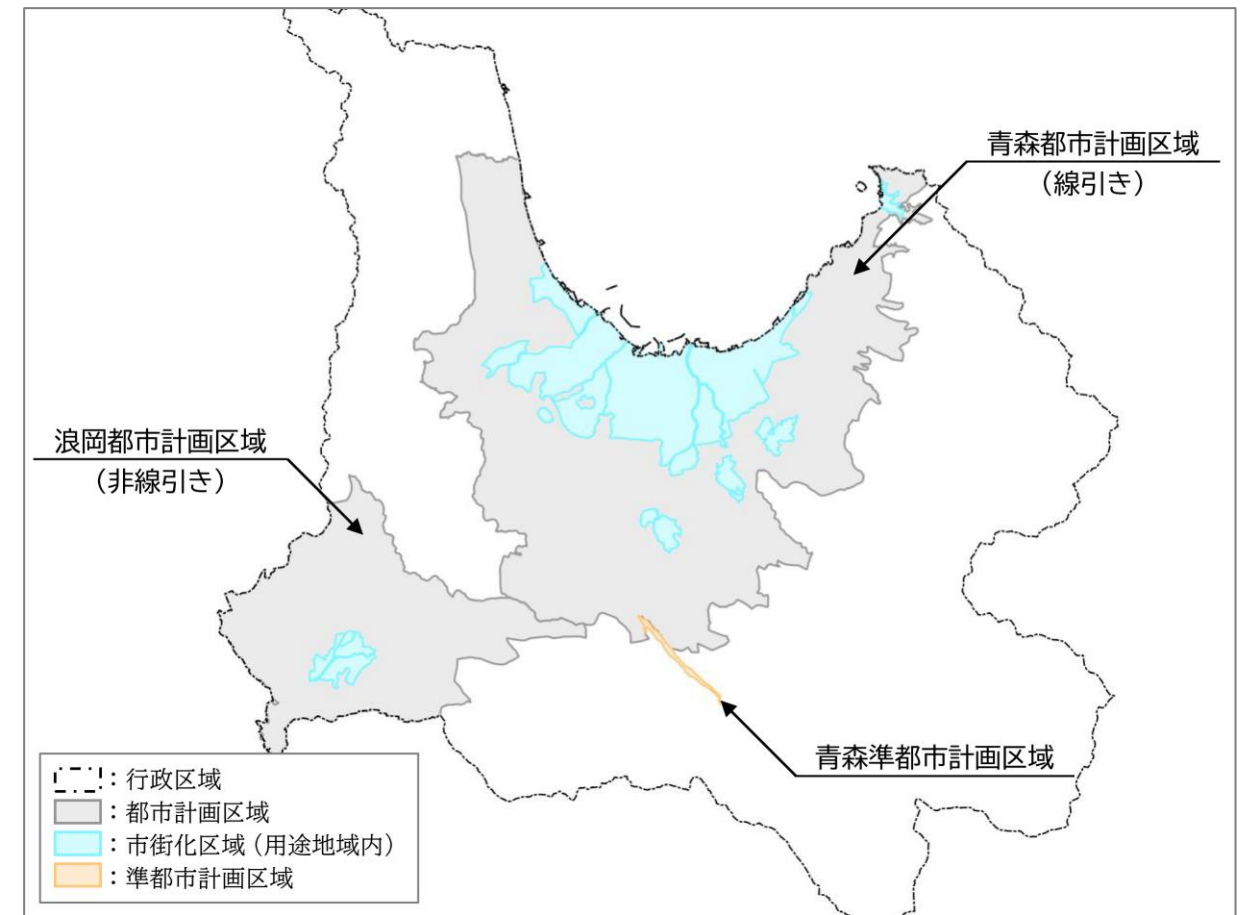 青森都市計画区域
（線引き）
浪岡都市計画区域
（非線引き）
青森準都市計画区域
：行政区域
：都市計画区域
：市街化区域（用途地域内）
：準都市計画区域